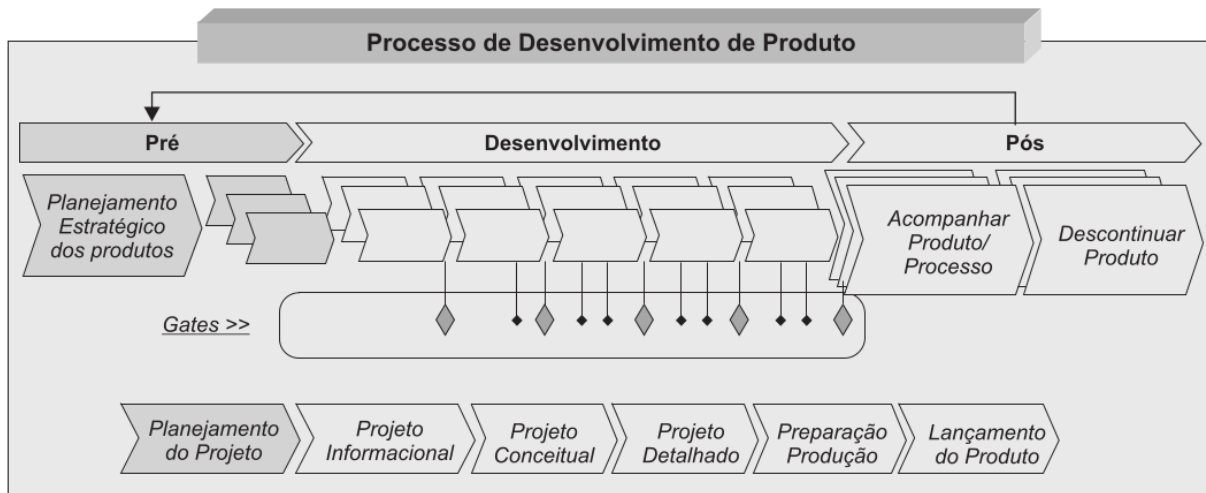 Processo de Desenvolvimento de Produto
Pré
Desenvolvimento
Pós
Planejamento
Estratégico
dos produtos
Acompanhar
Produto/
Processo
Descontinuar
Produto
Gates >>
Planejamento
do Projeto
Projeto
Informacional
Projeto
Conceitual
Projeto
Detalhado
Preparação
Produção
Lançamento
do Produto